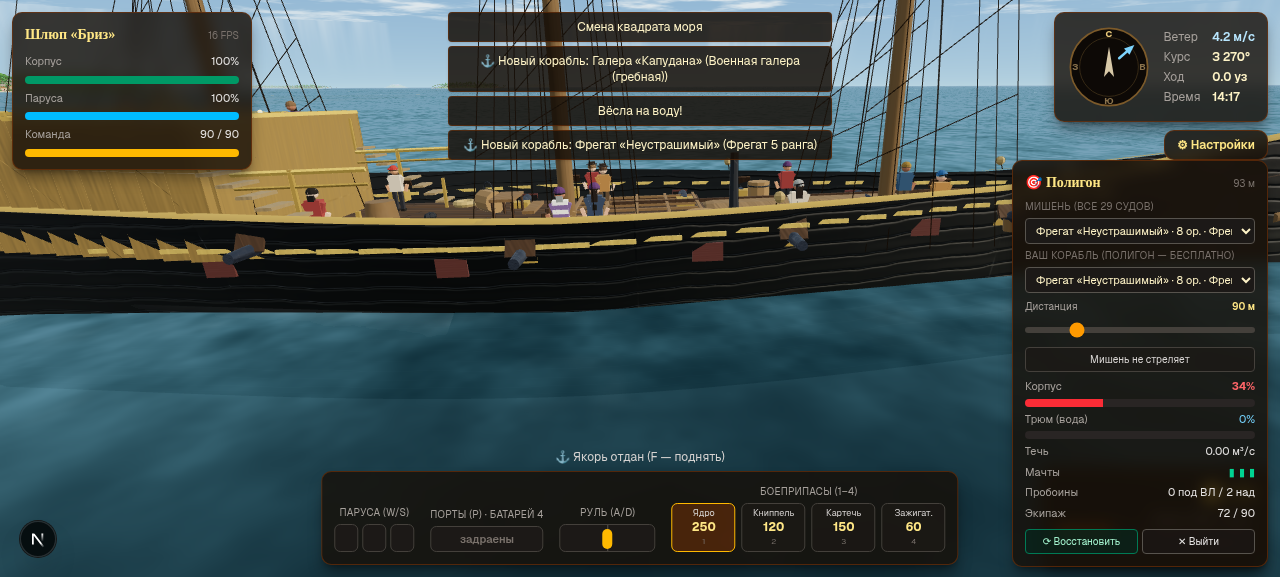 Шлюп «Бриз»
16 FPS
Корпус
100%
Паруса
100%
Команда
90 / 90
Смена квадрата моря
⚓ Новый корабль: Галера «Капудана» (Военная галера
(гребная))
Вёсла на воду!
⚓ Новый корабль: Фрегат «Неустрашимый» (Фрегат 5 ранга)
С
В
Ю
З
Ветер 4.2 м/с
Курс З 270°
Ход 0.0 уз
Время 14:17
⚙ Настройки
🎯 Полигон
93 м
МИШЕНЬ (ВСЕ 29 СУДОВ)
Фрегат «Неустрашимый» · 8 ор. · Фре
ВАШ КОРАБЛЬ (ПОЛИГОН — БЕСПЛАТНО)
Фрегат «Неустрашимый» · 8 ор. · Фре
Дистанция 90 м
Мишень не стреляет
Корпус 34%
Трюм (вода) 0%
Течь 0.00 м³/с
Мачты
Пробоины 0 под ВЛ / 2 над
Экипаж 72 / 90
⟳ Восстановить
✕ Выйти
⚓ Якорь отдан (F — поднять)
ПАРУСА (W/S)
ПОРТЫ (P) · БАТАРЕЙ 4
задраены
РУЛЬ (A/D)
БОЕПРИПАСЫ (1–4)
Ядро
250
1
Книппель
120
2
Картечь
150
3
Зажигат.
60
4
N